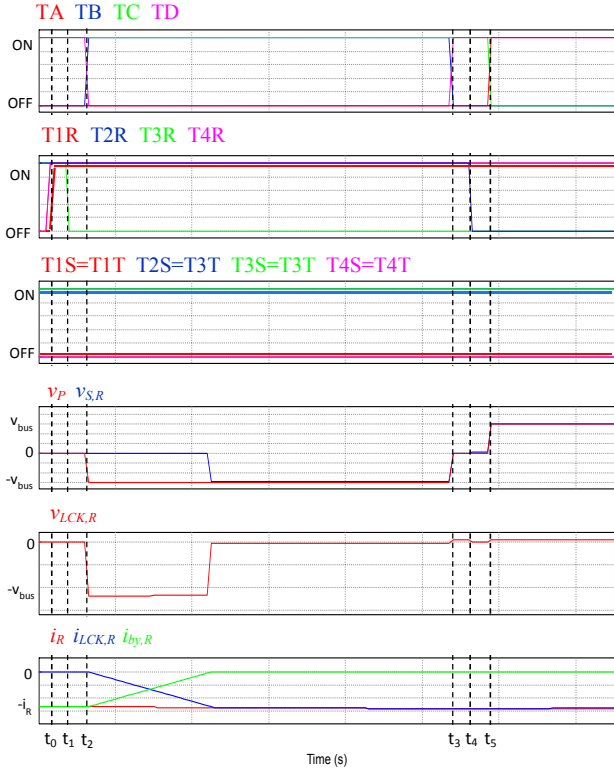 TA TB TC TD
ON
OFF
T1R T2R T3R T4R
ON
OFF
T1S=T1T T2S=T3T T3S=T3T T4S=T4T
ON
OFF
vP vS,R
vbus
0
-vbus
vLCK,R
0
-vbus
iR iLCK,R iby,R
0
-iR
t0 t1 t2 t3 t4 t5
Time (s)